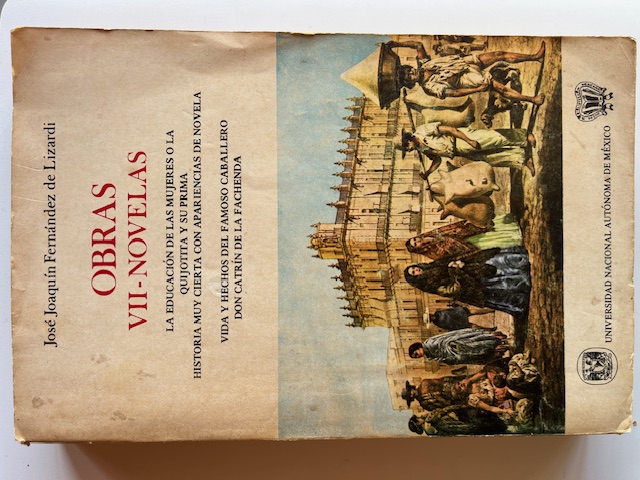 José Joaquín Fernández de Lizardi
OBRAS
VII-NOVELAS
LA EDUCACIÓN DE LAS MUJERES O LA
QUIJOTITA Y SU PRIMA
HISTORIA MUY CIERTA CON APARIENCIAS DE NOVELA
VIDA Y HECHOS DEL FAMOSO CABALLERO
DON CATRÍN DE LA FACHENDA
UNIVERSIDAD NACIONAL AUTÓNOMA DE MÉXICO